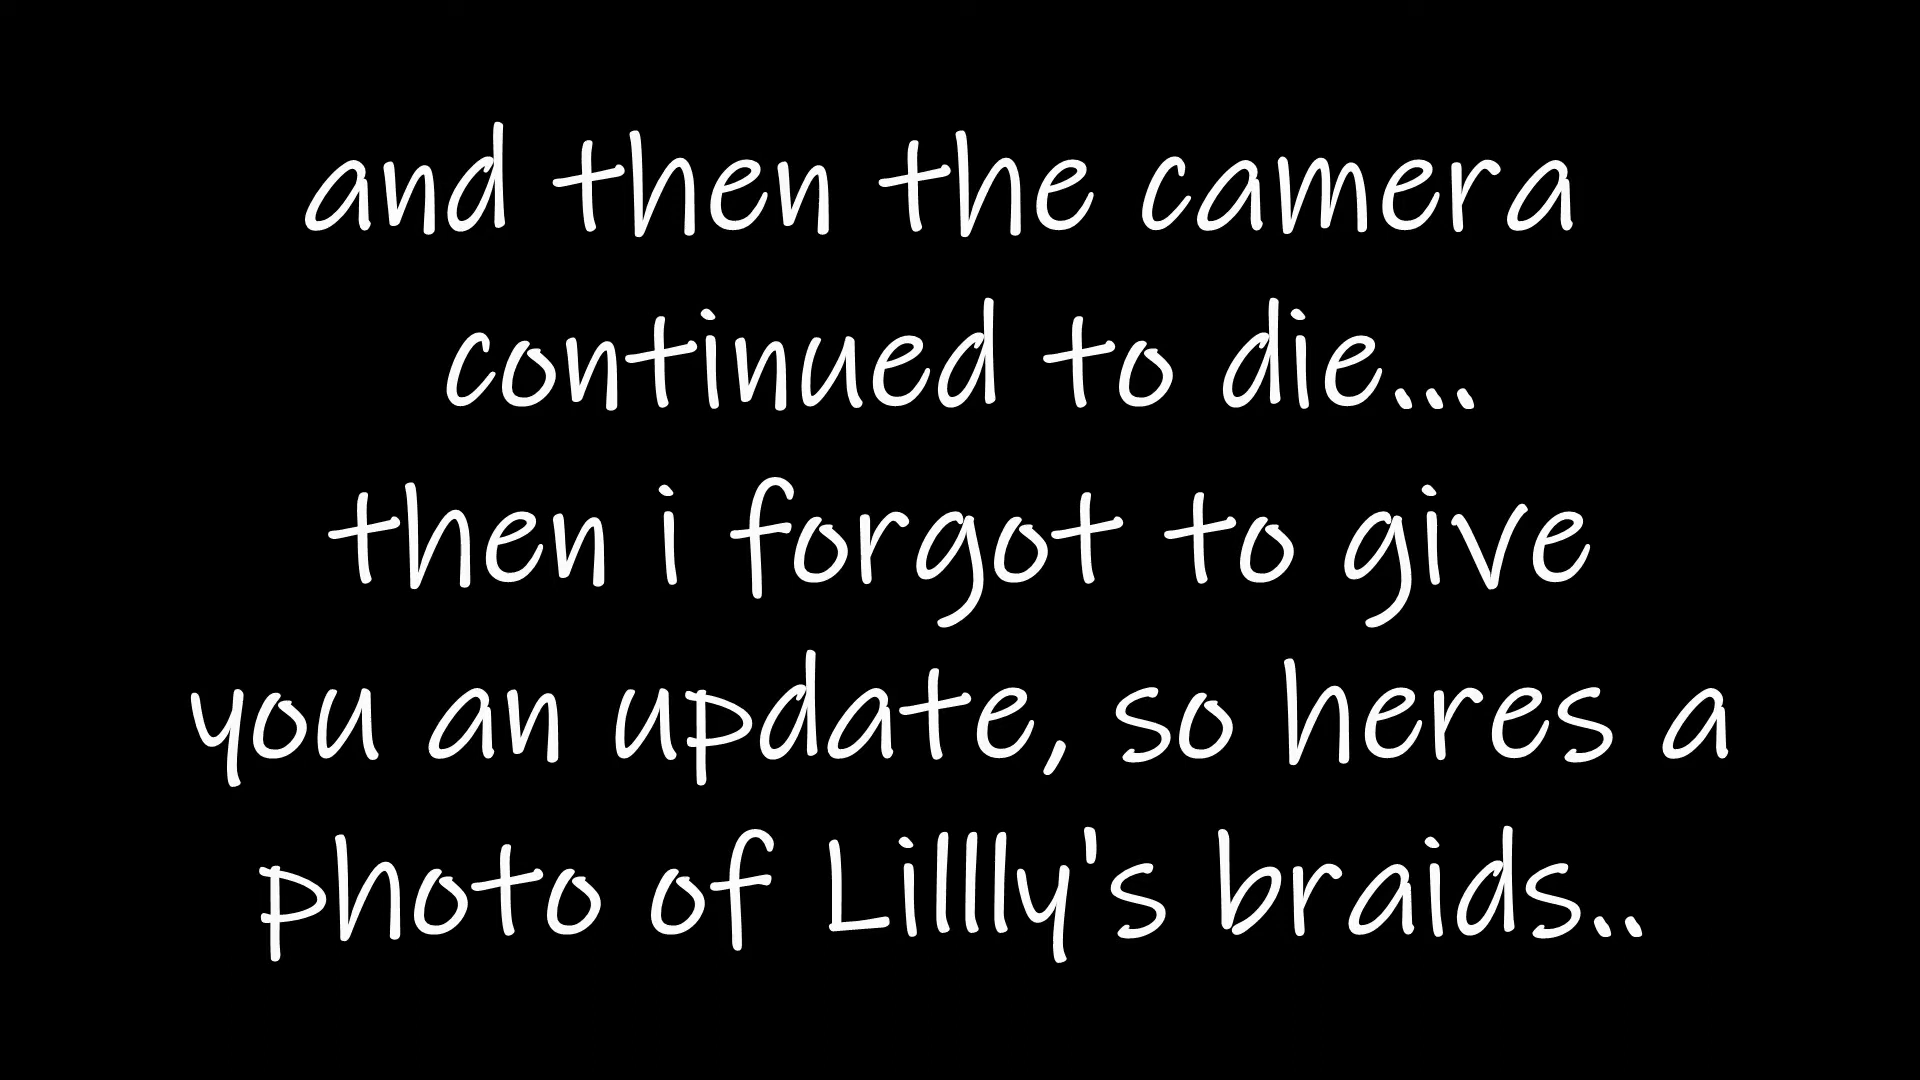 and then the camera
continued to die...
then i forgot to give
you an update, so heres a
photo of Lillly's braids..